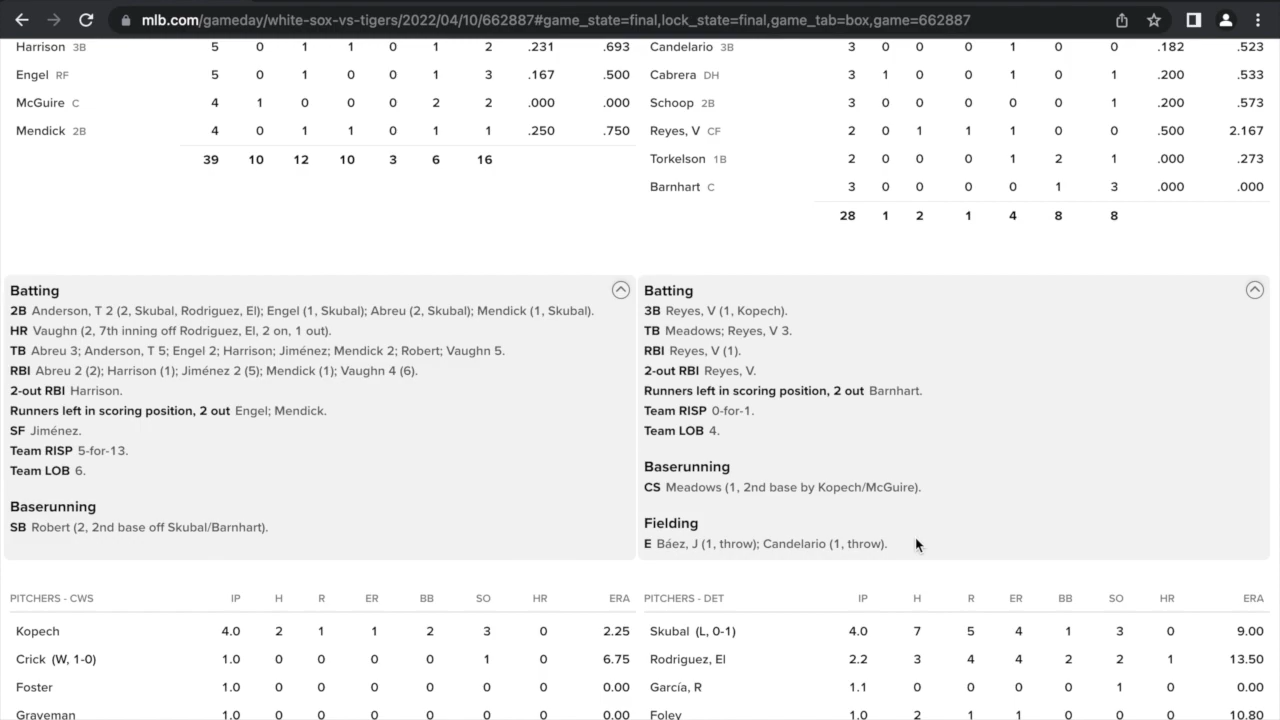 mlb.com/gameday/white-sox-vs-tigers/2022/04/10/662887#game_state=final,lock_state=final,game_tab=box,game=662887
Harrison 3B 5 0 1 1 0 1 2 .231 .693
Engel RF 5 0 1 0 0 1 3 .167 .500
McGuire C 4 1 0 0 0 2 2 .000 .000
Mendick 2B 4 0 1 1 0 1 1 .250 .750
39 10 12 10 3 6 16
Candelario 3B 3 0 0 0 1 0 0 .182 .523
Cabrera DH 3 1 0 0 1 0 1 .200 .533
Schoop 2B 3 0 0 0 0 0 1 .200 .573
Reyes, V CF 2 0 1 1 1 0 0 .500 2.167
Torkelson 1B 2 0 0 0 1 2 1 .000 .273
Barnhart C 3 0 0 0 0 1 3 .000 .000
28 1 2 1 4 8 8
Batting
2B Anderson, T 2 (2, Skubal, Rodriguez, El); Engel (1, Skubal); Abreu (2, Skubal); Mendick (1, Skubal).
HR Vaughn (2, 7th inning off Rodriguez, El, 2 on, 1 out).
TB Abreu 3; Anderson, T 5; Engel 2; Harrison; Jiménez; Mendick 2; Robert; Vaughn 5.
RBI Abreu 2 (2); Harrison (1); Jiménez 2 (5); Mendick (1); Vaughn 4 (6).
2-out RBI Harrison.
Runners left in scoring position, 2 out Engel; Mendick.
SF Jiménez.
Team RISP 5-for-13.
Team LOB 6.
Baserunning
SB Robert (2, 2nd base off Skubal/Barnhart).
Batting
3B Reyes, V (1, Kopech).
TB Meadows; Reyes, V 3.
RBI Reyes, V (1).
2-out RBI Reyes, V.
Runners left in scoring position, 2 out Barnhart.
Team RISP 0-for-1.
Team LOB 4.
Baserunning
CS Meadows (1, 2nd base by Kopech/McGuire).
Fielding
E Báez, J (1, throw); Candelario (1, throw).
PITCHERS - CWS IP H R ER BB SO HR ERA
Kopech 4.0 2 1 1 2 3 0 2.25
Crick (W, 1-0) 1.0 0 0 0 0 1 0 6.75
Foster 1.0 0 0 0 0 0 0 0.00
Graveman 1.0 0 0 0 0 1 0 0.00
PITCHERS - DET IP H R ER BB SO HR ERA
Skubal (L, 0-1) 4.0 7 5 4 1 3 0 9.00
Rodriguez, El 2.2 3 4 4 2 2 1 13.50
García, R 1.1 0 0 0 0 1 0 0.00
Foley 1.0 2 1 1 0 0 0 10.80